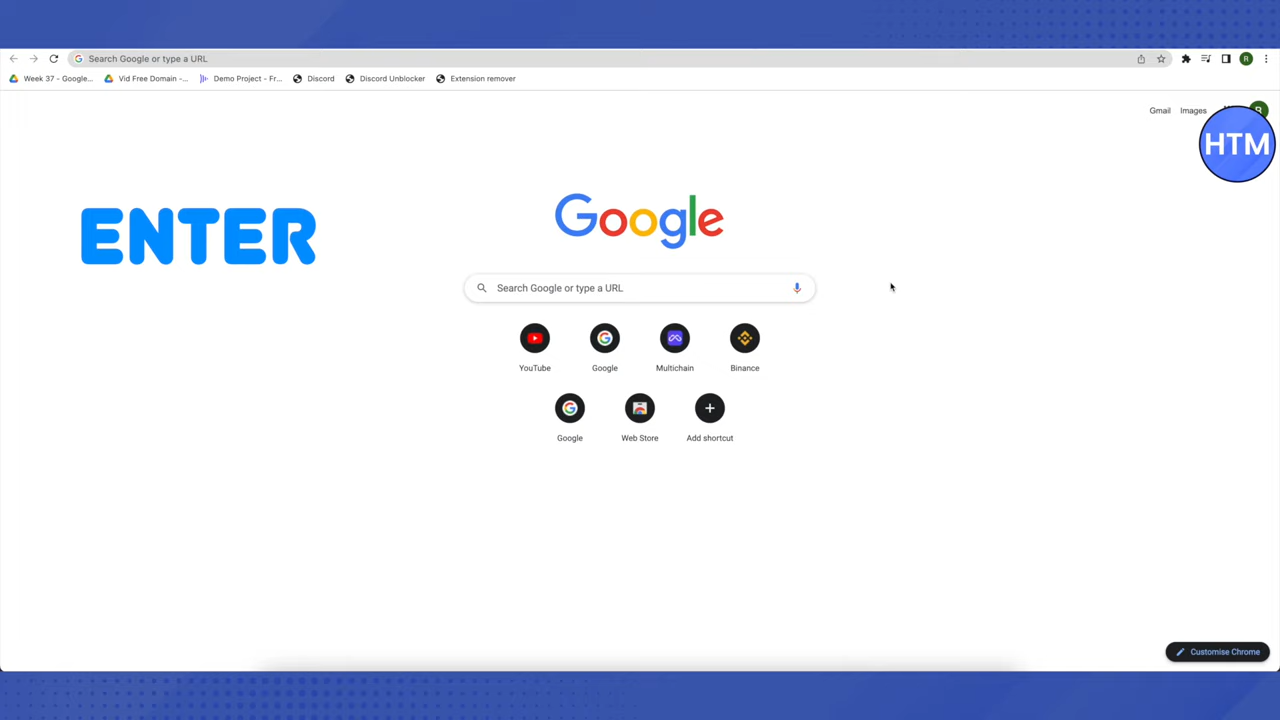 Search Google or type a URL
R
Week 37 - Google...
Vid Free Domain -...
Demo Project - Fr...
Discord
Discord Unblocker
Extension remover
Gmail
Images
HTM
ENTER
Google
Search Google or type a URL
YouTube
Google
Multichain
Binance
Google
Web Store
Add shortcut
Customise Chrome